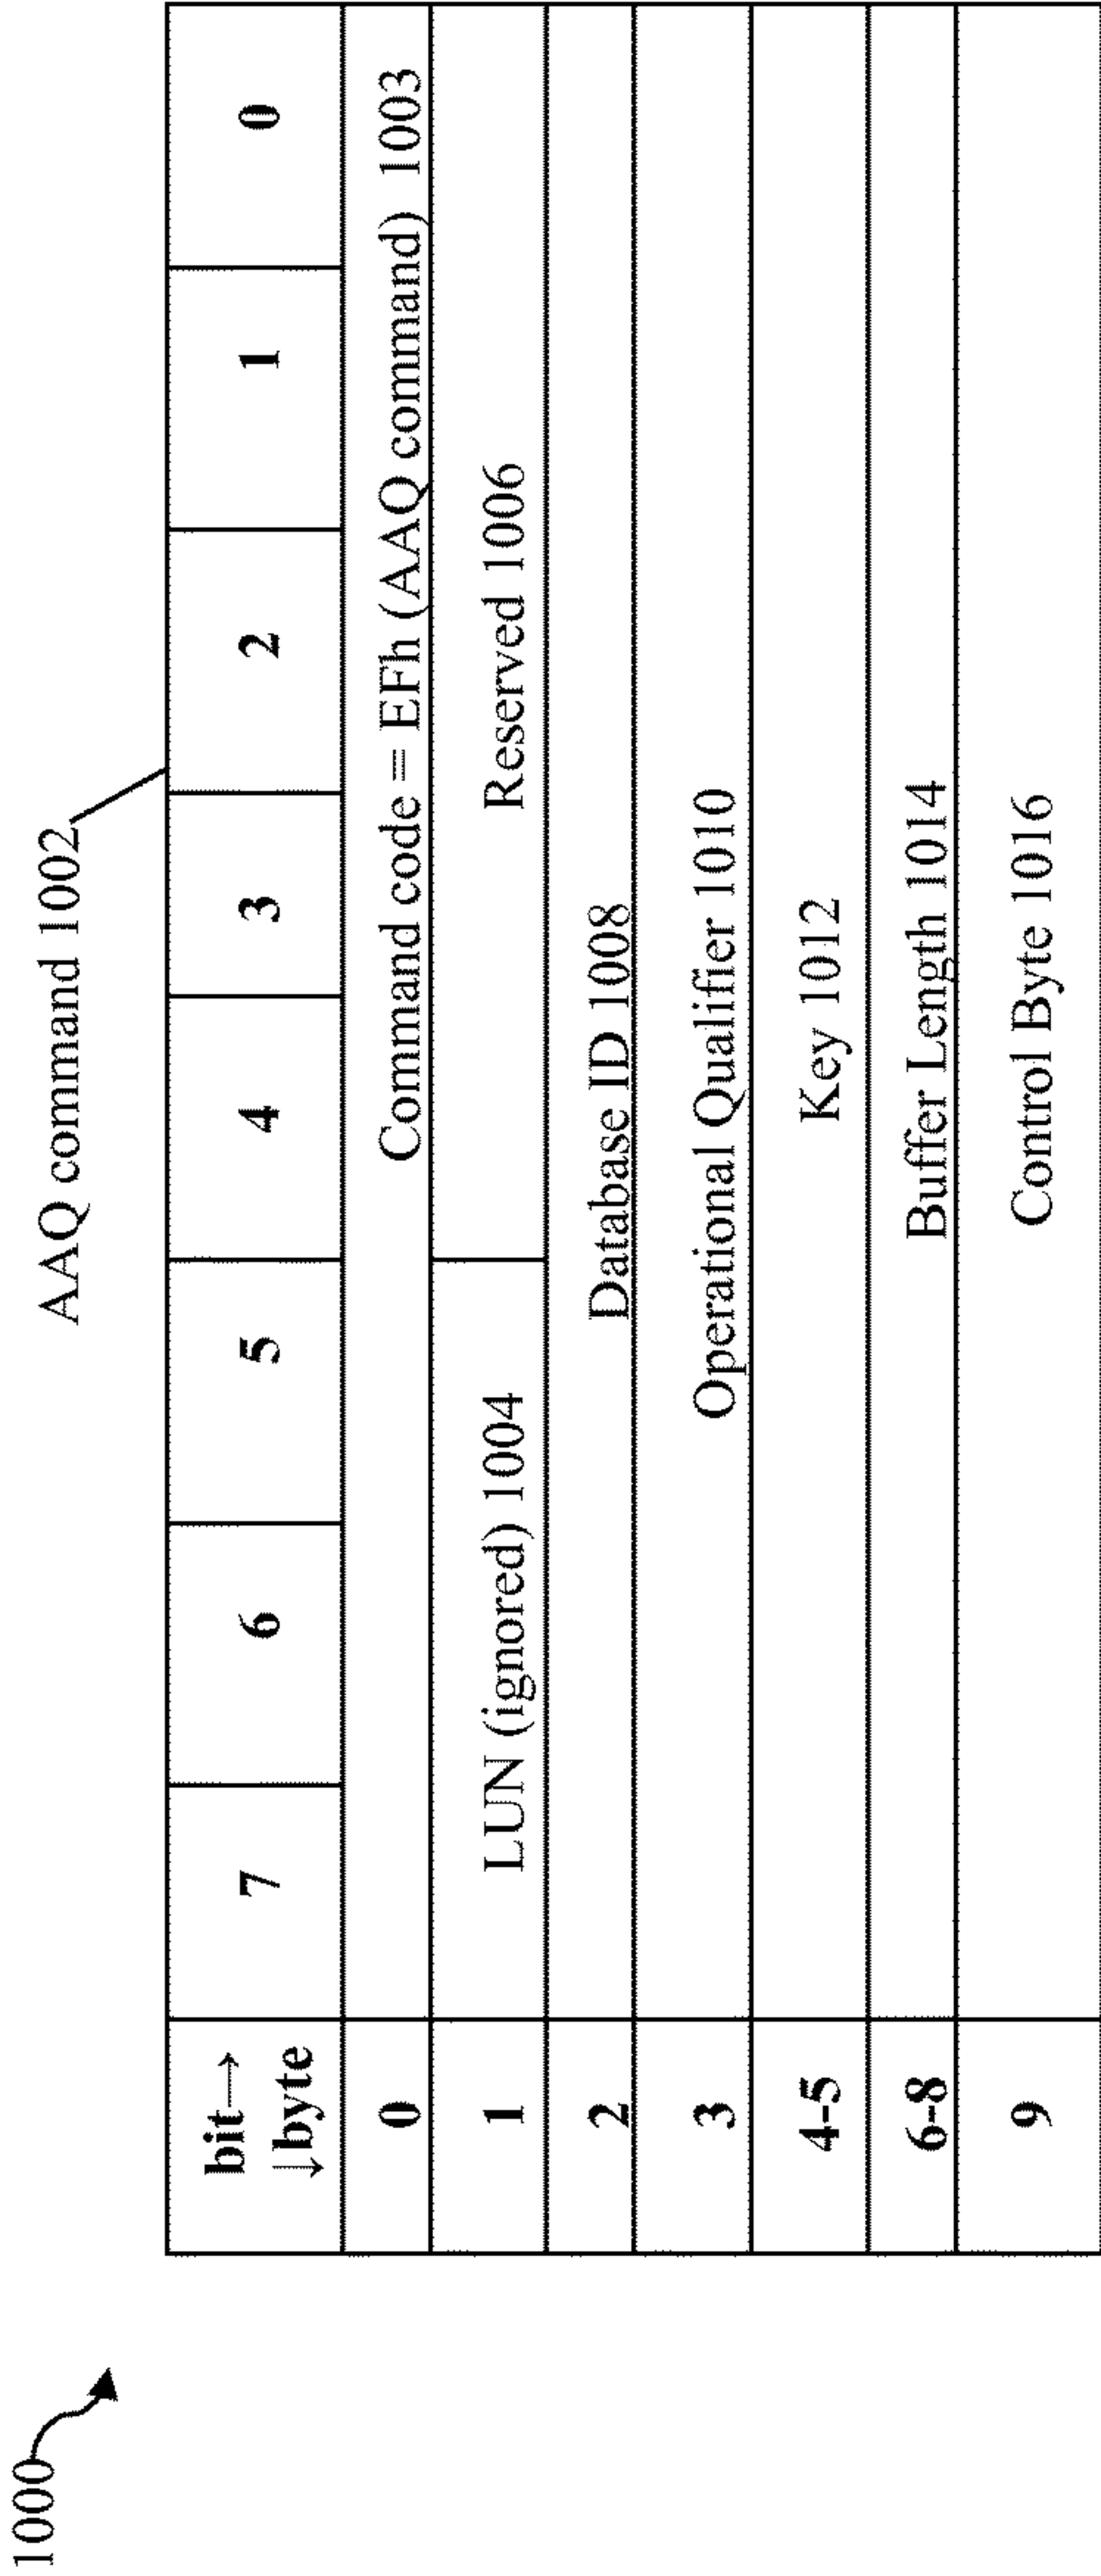 1000
AAQ command 1002
bit→ 7 6 5 4 3 2 1 0
↓byte
0 Command code = EFh (AAQ command) 1003
1 LUN (ignored) 1004 Reserved 1006
2 Database ID 1008
3 Operational Qualifier 1010
4-5 Key 1012
6-8 Buffer Length 1014
9 Control Byte 1016